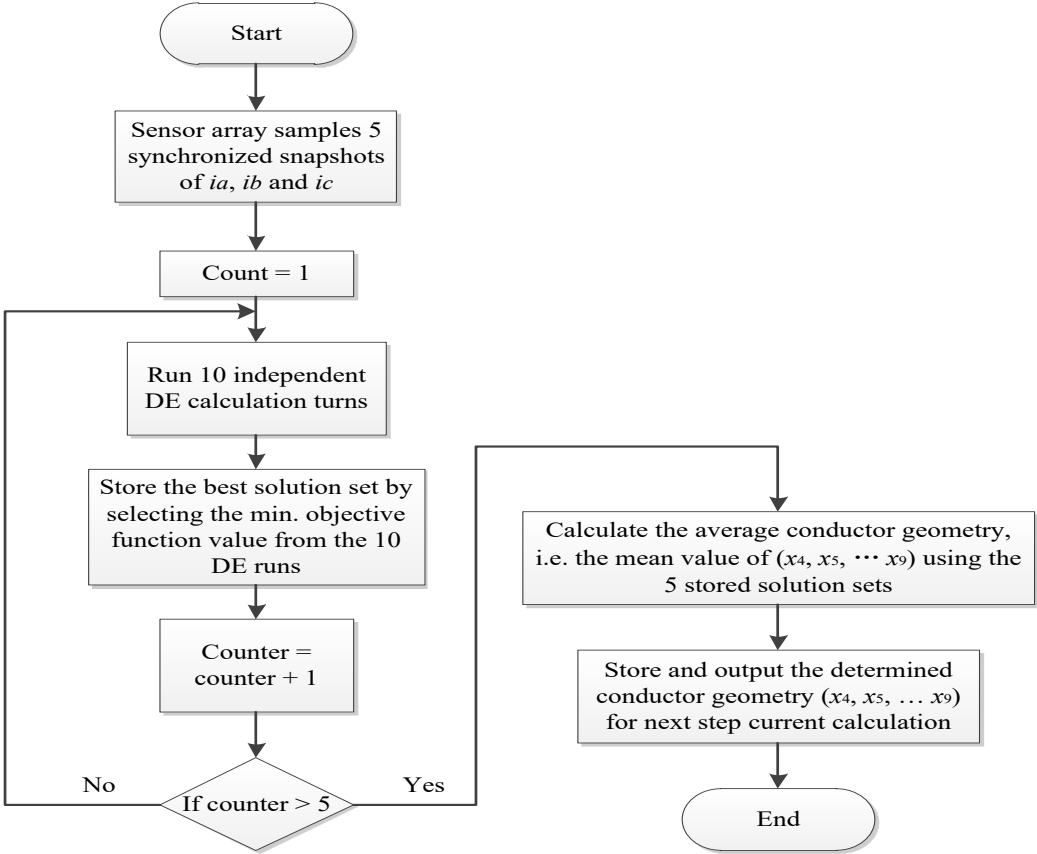 Start
Sensor array samples 5
synchronized snapshots
of ia, ib and ic
Count = 1
Run 10 independent
DE calculation turns
Store the best solution set by
selecting the min. objective
function value from the 10
DE runs
Counter =
counter + 1
If counter > 5
No
Yes
Calculate the average conductor geometry,
i.e. the mean value of (x4, x5, ⋯ x9) using the
5 stored solution sets
Store and output the determined
conductor geometry (x4, x5, … x9)
for next step current calculation
End